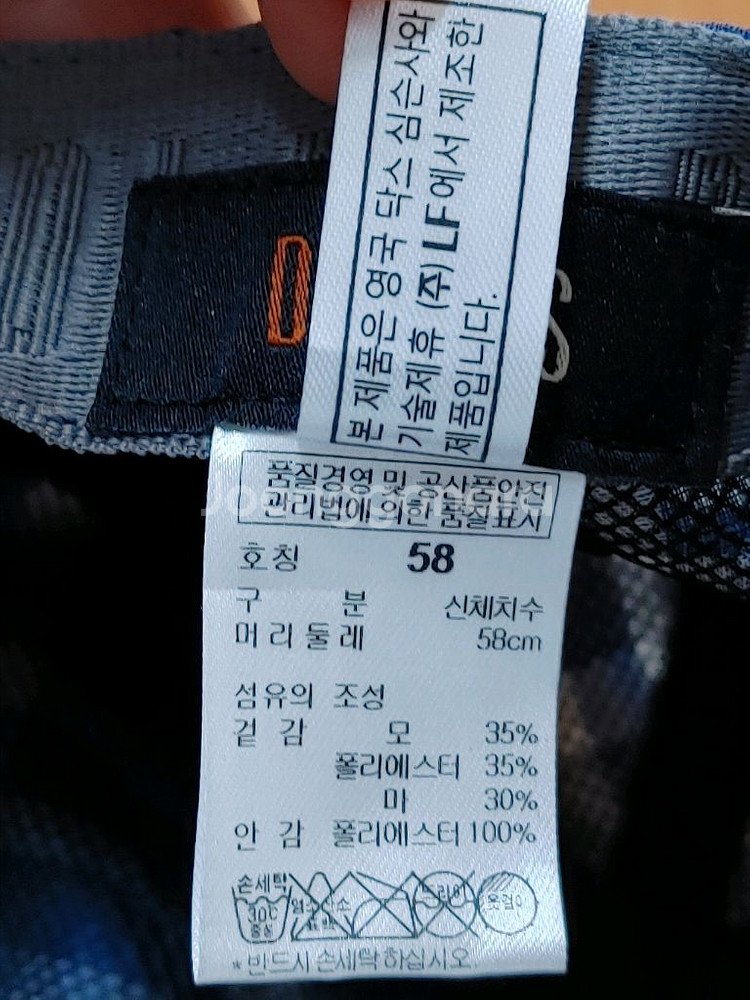 본 제품은 영국 닥스 심슨사와
기술제휴 (주) LF에서 제조한
제품입니다.
품질경영 및 공산품안전
관리법에 의한 품질표시
호칭 58
구 분 신체치수
머리둘레 58cm
섬유의 조성
겉 감 모 35%
폴리에스터 35%
마 30%
안 감 폴리에스터 100%
손세탁
30℃
중성
드라이
옷걸이
*반드시 손세탁 하십시오.